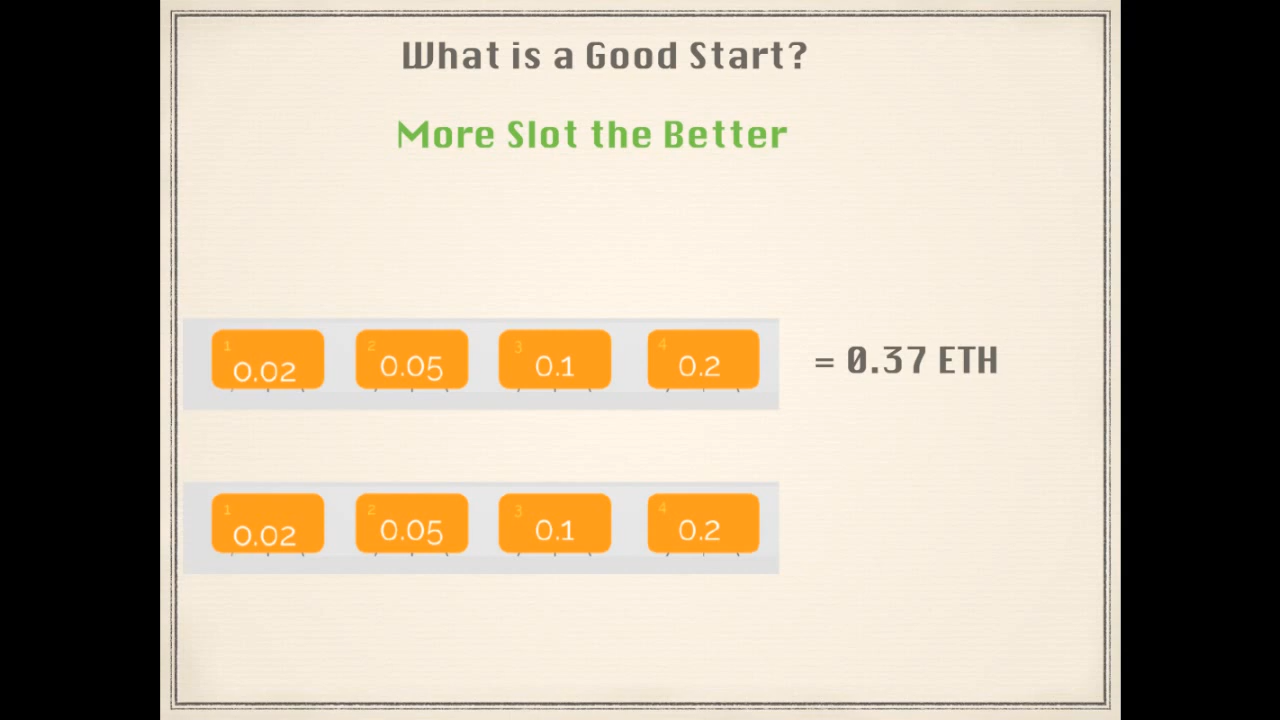 What is a Good Start?
More Slot the Better
1 2 3 4
0.02 0.05 0.1 0.2 = 0.37 ETH
1 2 3 4
0.02 0.05 0.1 0.2